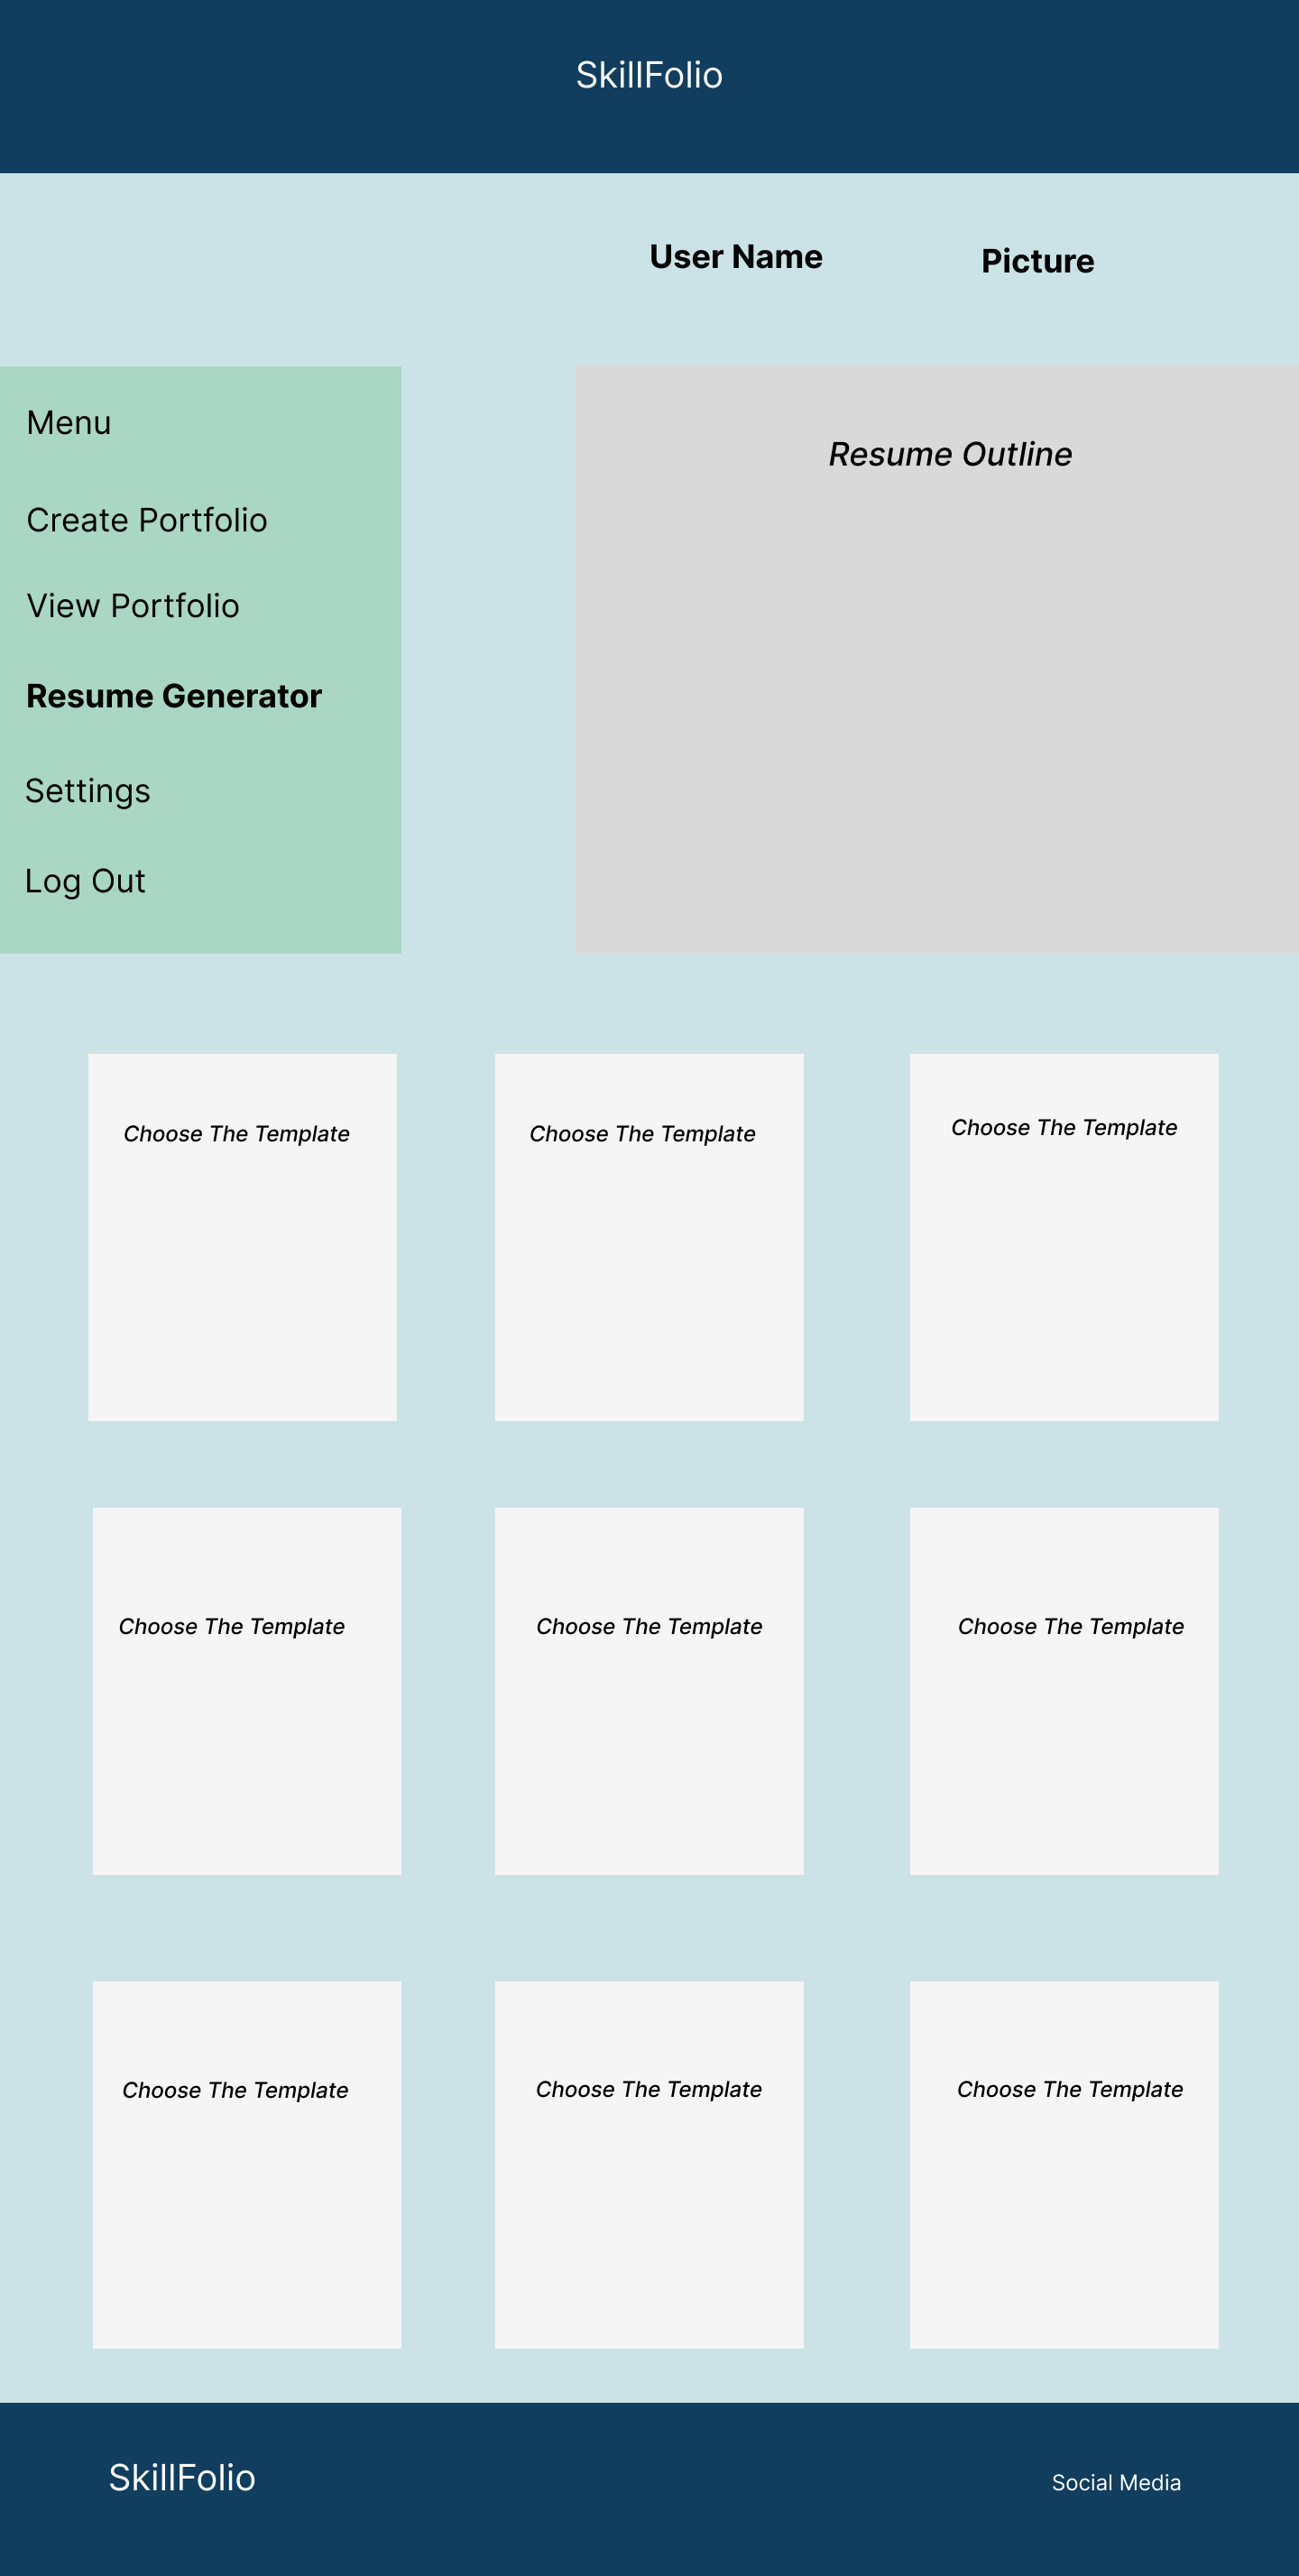 SkillFolio
User Name
Picture
Menu
Create Portfolio
View Portfolio
Resume Generator
Settings
Log Out
Resume Outline
Choose The Template
Choose The Template
Choose The Template
Choose The Template
Choose The Template
Choose The Template
Choose The Template
Choose The Template
Choose The Template
SkillFolio
Social Media